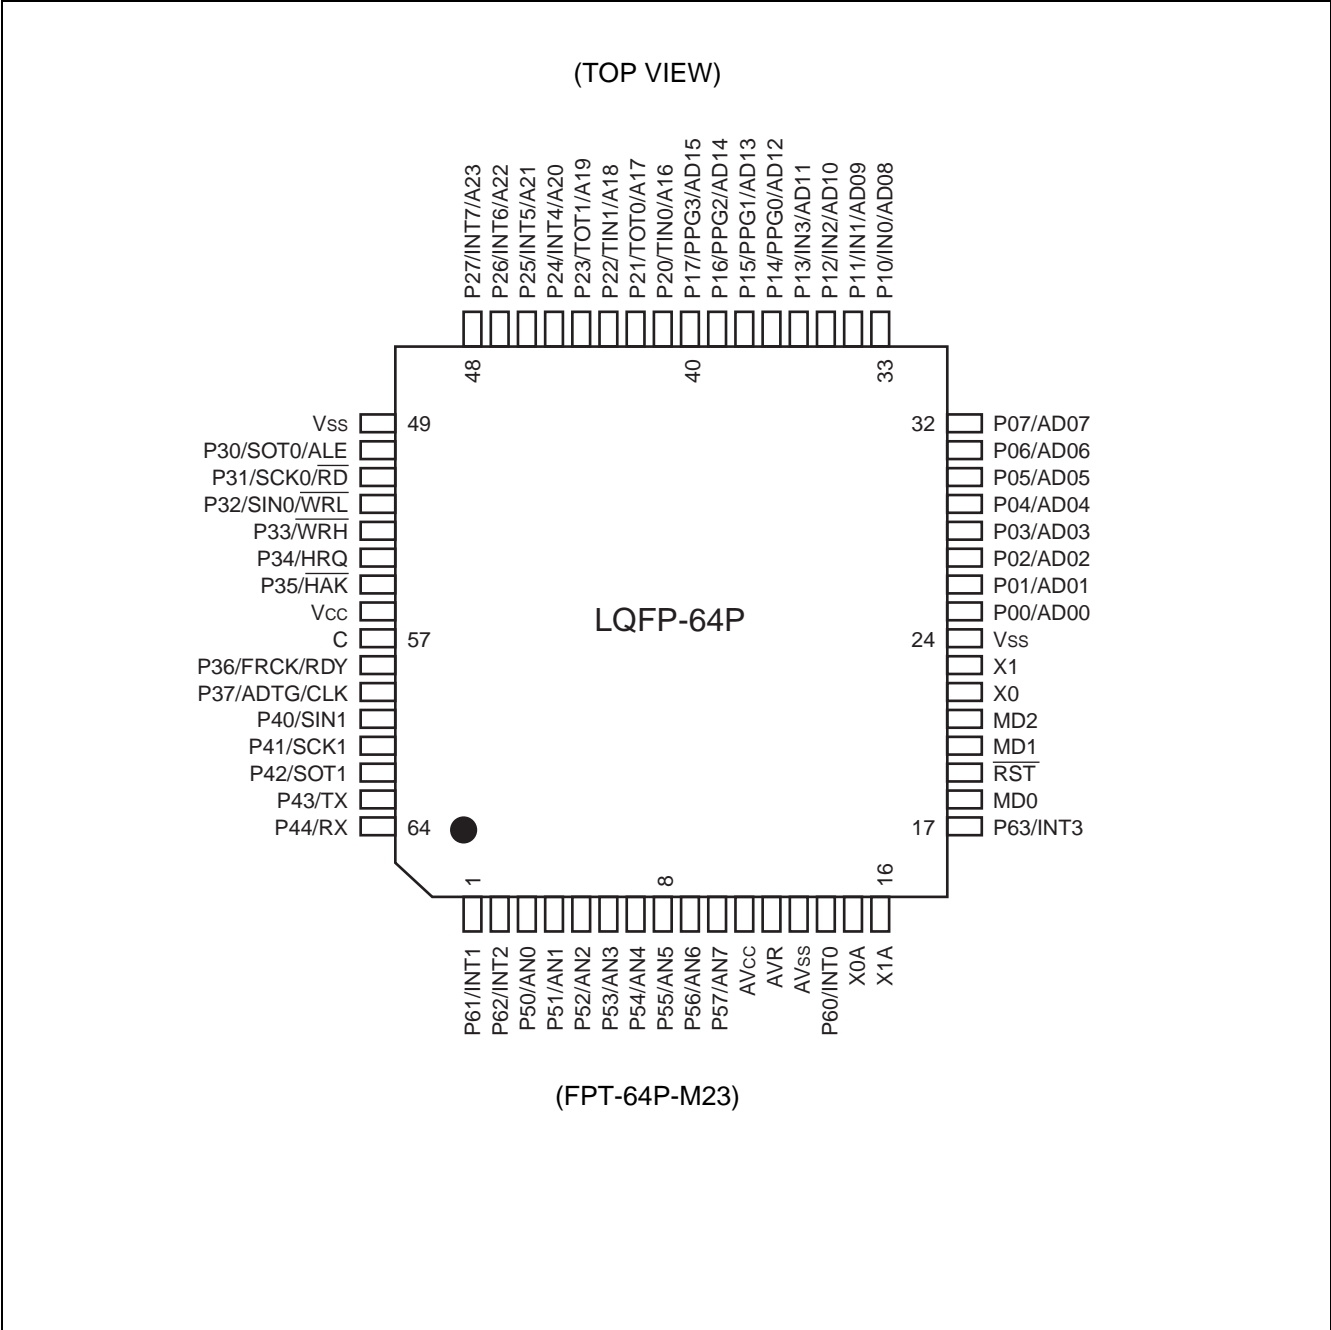 (TOP VIEW)
P27/INT7/A23
P26/INT6/A22
P25/INT5/A21
P24/INT4/A20
P23/TOT1/A19
P22/TIN1/A18
P21/TOT0/A17
P20/TIN0/A16
P17/PPG3/AD15
P16/PPG2/AD14
P15/PPG1/AD13
P14/PPG0/AD12
P13/IN3/AD11
P12/IN2/AD10
P11/IN1/AD09
P10/IN0/AD08
48
40
33
Vss
49
P30/SOT0/ALE
P31/SCK0/R̅D̅
P32/SIN0/W̅R̅L̅
P33/W̅R̅H̅
P34/HRQ
P35/H̅A̅K̅
Vcc
C
57
P36/FRCK/RDY
P37/ADTG/CLK
P40/SIN1
P41/SCK1
P42/SOT1
P43/TX
P44/RX
64
LQFP-64P
32
P07/AD07
P06/AD06
P05/AD05
P04/AD04
P03/AD03
P02/AD02
P01/AD01
P00/AD00
24
Vss
X1
X0
MD2
MD1
R̅S̅T̅
MD0
17
P63/INT3
1
8
16
P61/INT1
P62/INT2
P50/AN0
P51/AN1
P52/AN2
P53/AN3
P54/AN4
P55/AN5
P56/AN6
P57/AN7
AVcc
AVR
AVss
P60/INT0
X0A
X1A
(FPT-64P-M23)